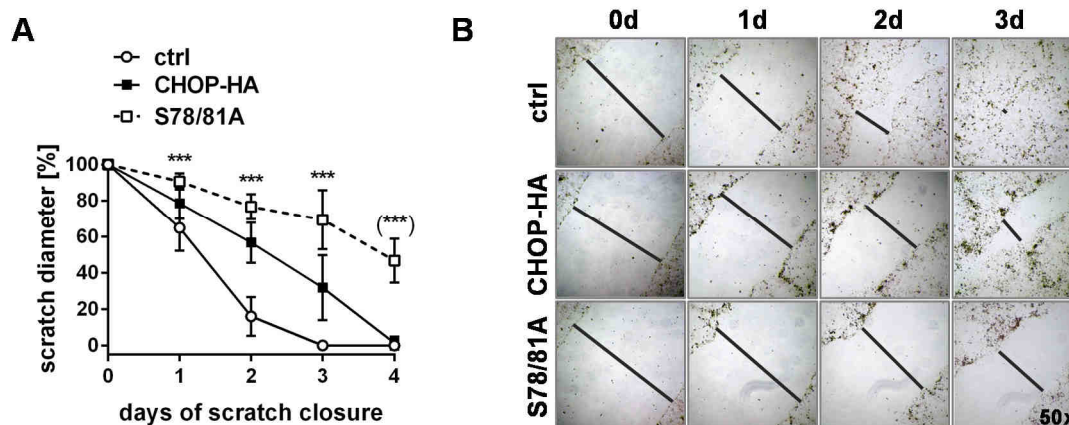 A
ctrl
CHOP-HA
S78/81A
scratch diameter [%]
100
80
60
40
20
0
***
***
***
(***)
0 1 2 3 4
days of scratch closure
B
0d 1d 2d 3d
ctrl
CHOP-HA
S78/81A
50x